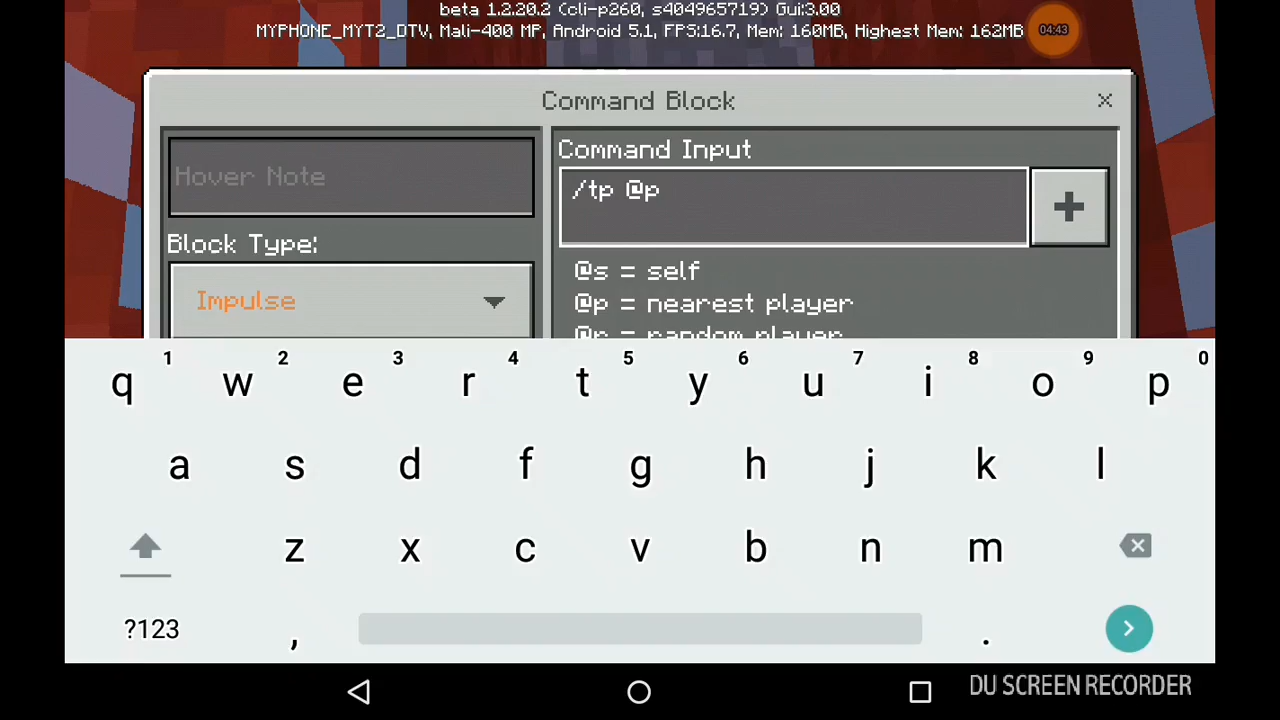 beta 1.2.20.2 (cli-p260, s404965719) Gui:3.00
MYPHONE_MYT2_DTV, Mali-400 MP, Android 5.1, FPS:16.7, Mem: 160MB, Highest Mem: 162MB
04:43
Command Block
Hover Note
Command Input
/tp @p
Block Type:
@s = self
Impulse
@p = nearest player
@r = random player
1 2 3 4 5 6 7 8 9 0
q w e r t y u i o p
a s d f g h j k l
z x c v b n m
?123 , .
DU SCREEN RECORDER